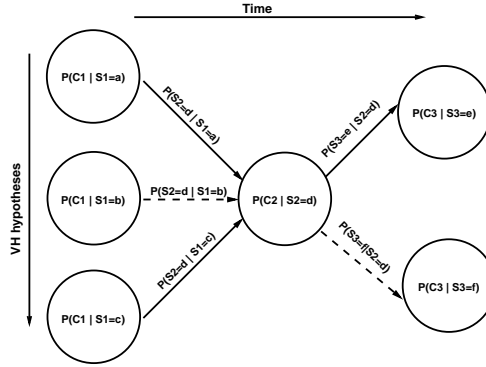 Time
VH hypotheses
P(C1 | S1=a)
P(S2=d | S1=a)
P(C1 | S1=b)
P(S2=d | S1=b)
P(C1 | S1=c)
P(S2=d | S1=c)
P(C2 | S2=d)
P(S3=e | S2=d)
P(C3 | S3=e)
P(S3=f|S2=d)
P(C3 | S3=f)